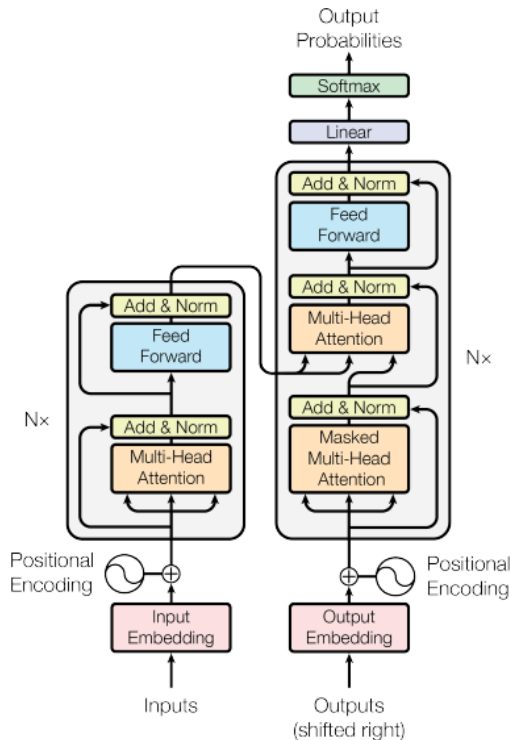 Output
Probabilities
Softmax
Linear
Add & Norm
Feed
Forward
Add & Norm
Multi-Head
Attention
Nx
Add & Norm
Masked
Multi-Head
Attention
Add & Norm
Feed
Forward
Nx
Add & Norm
Multi-Head
Attention
Positional
Encoding
Positional
Encoding
Input
Embedding
Output
Embedding
Inputs
Outputs
(shifted right)